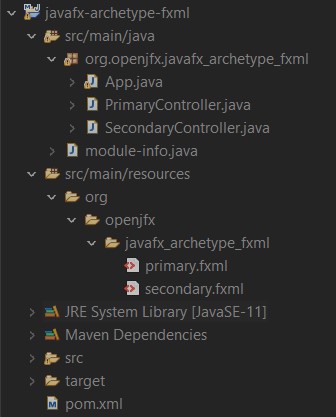 javafx-archetype-fxml
src/main/java
org.openjfx.javafx_archetype_fxml
App.java
PrimaryController.java
SecondaryController.java
module-info.java
src/main/resources
org
openjfx
javafx_archetype_fxml
primary.fxml
secondary.fxml
JRE System Library [JavaSE-11]
Maven Dependencies
src
target
pom.xml